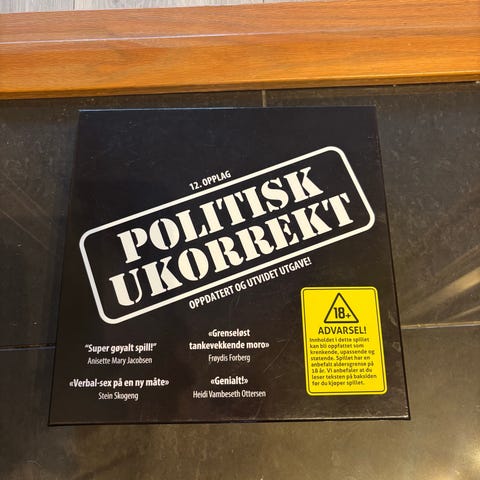 12. OPPLAG
POLITISK
UKORREKT
OPPDATERT OG UTVIDET UTGAVE!
"Super gøyalt spill!"
Anisette Mary Jacobsen
«Grenseløst
tankevekkende moro»
Frøydis Forberg
«Verbal-sex på en ny måte»
Stein Skogeng
«Genialt!»
Heidi Vambeseth Ottersen
18+
ADVARSEL!
Innholdet i dette spillet
kan bli oppfattet som
krenkende, upassende og
støtende. Spillet har en
anbefalt aldersgrense på
18 år. Vi anbefaler at du
leser teksten på baksiden
før du kjøper spillet.